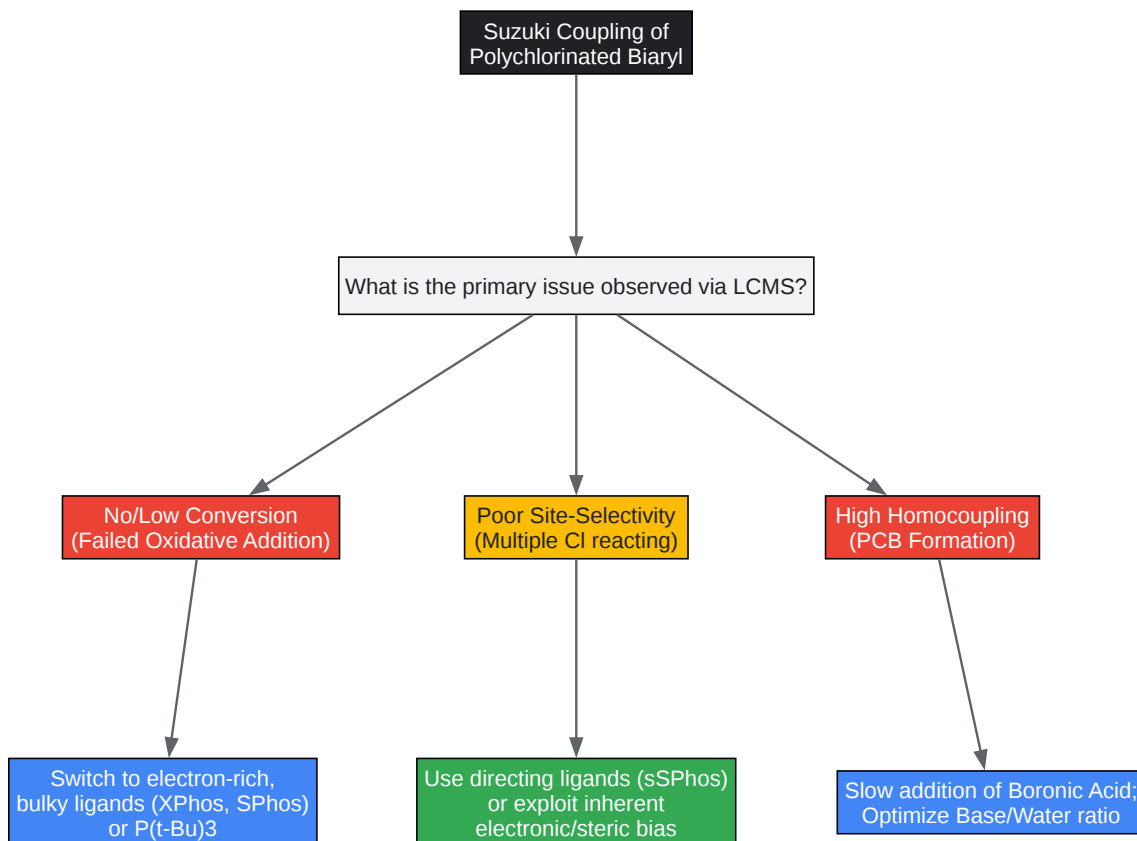 Suzuki Coupling of
Polychlorinated Biaryl
What is the primary issue observed via LCMS?
No/Low Conversion
(Failed Oxidative Addition)
Poor Site-Selectivity
(Multiple Cl reacting)
High Homocoupling
(PCB Formation)
Switch to electron-rich,
bulky ligands (XPhos, SPhos)
or P(t-Bu)3
Use directing ligands (sSPhos)
or exploit inherent
electronic/steric bias
Slow addition of Boronic Acid;
Optimize Base/Water ratio